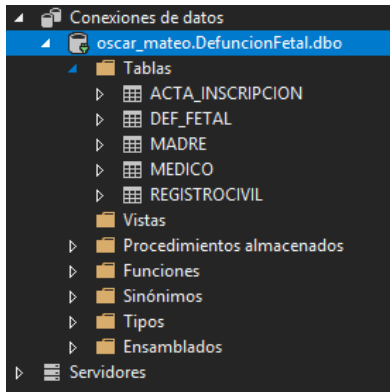 Conexiones de datos
oscar_mateo.DefuncionFetal.dbo
Tablas
ACTA_INSCRIPCION
DEF_FETAL
MADRE
MEDICO
REGISTROCIVIL
Vistas
Procedimientos almacenados
Funciones
Sinónimos
Tipos
Ensamblados
Servidores